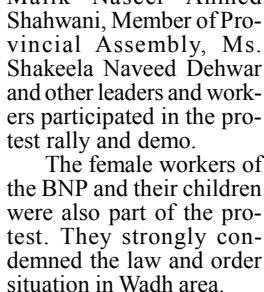 Malik Naseer Ahmed
Shahwani, Member of Pro-
vincial Assembly, Ms.
Shakeela Naveed Dehwar
and other leaders and work-
ers participated in the pro-
test rally and demo.
The female workers of
the BNP and their children
were also part of the pro-
test. They strongly con-
demned the law and order
situation in Wadh area.